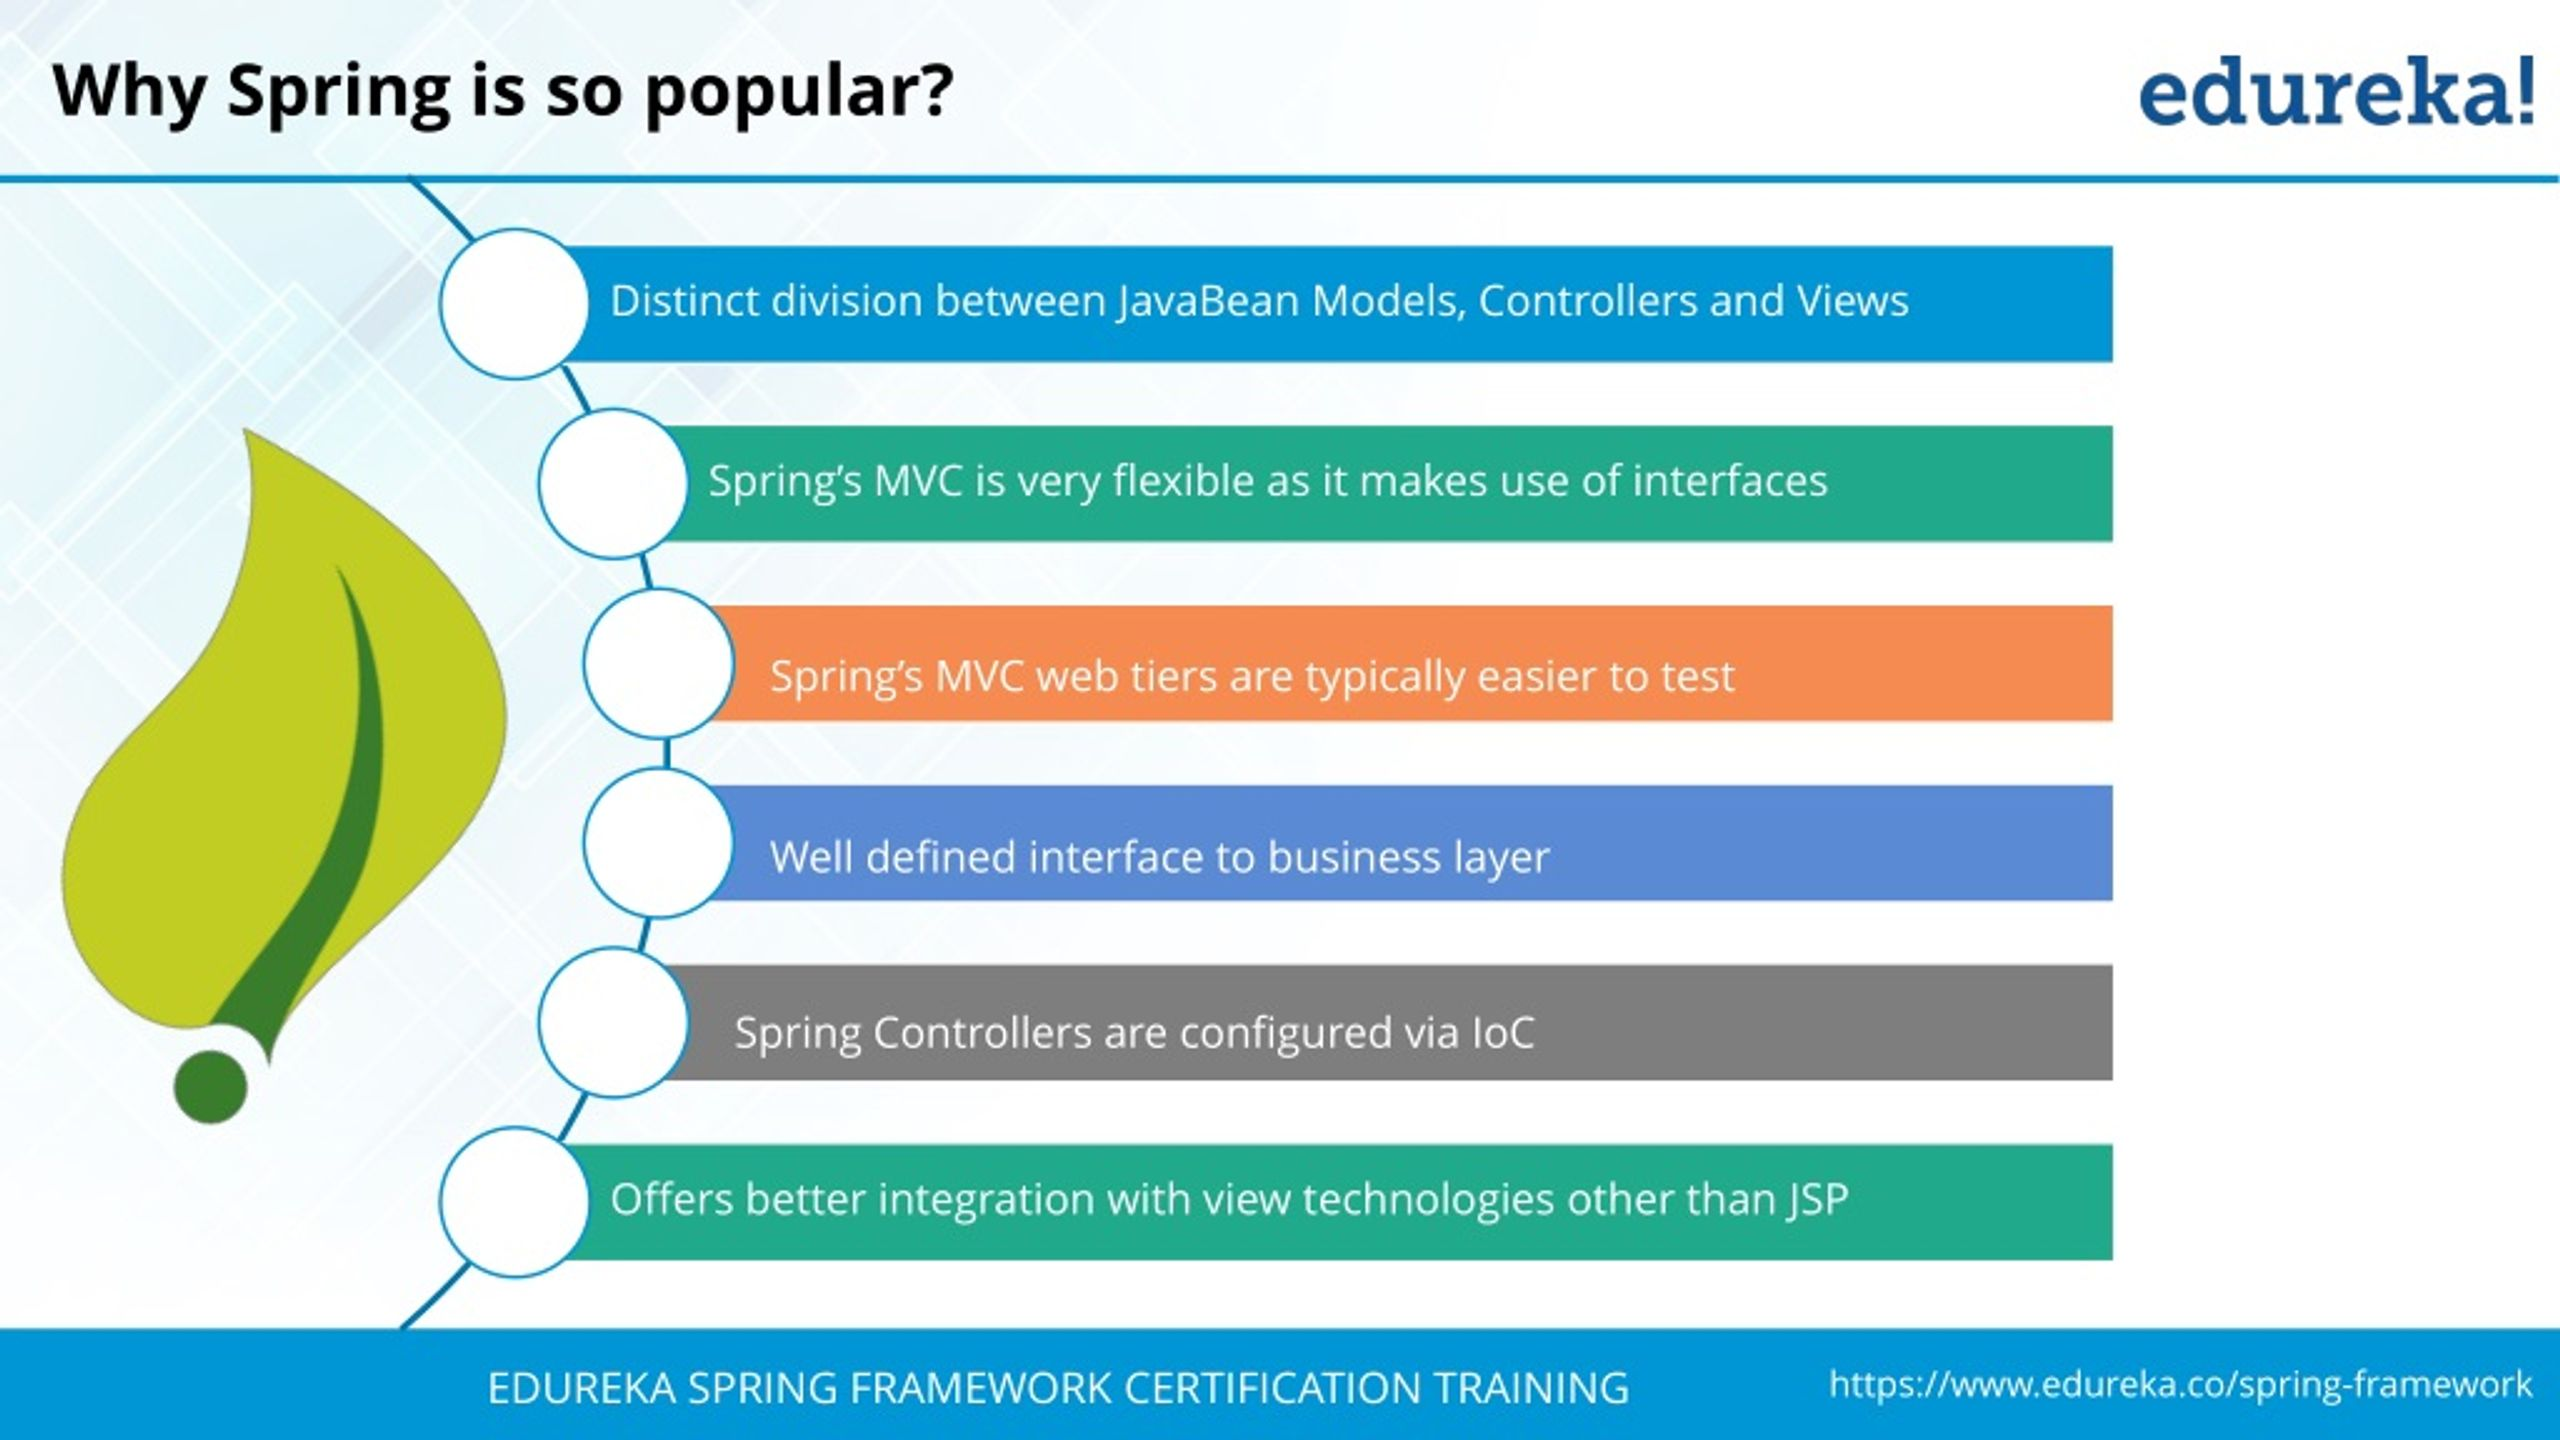 Why Spring is so popular?
edureka!
Distinct division between JavaBean Models, Controllers and Views
Spring’s MVC is very flexible as it makes use of interfaces
Spring’s MVC web tiers are typically easier to test
Well defined interface to business layer
Spring Controllers are configured via IoC
Offers better integration with view technologies other than JSP
EDUREKA SPRING FRAMEWORK CERTIFICATION TRAINING
https://www.edureka.co/spring-framework